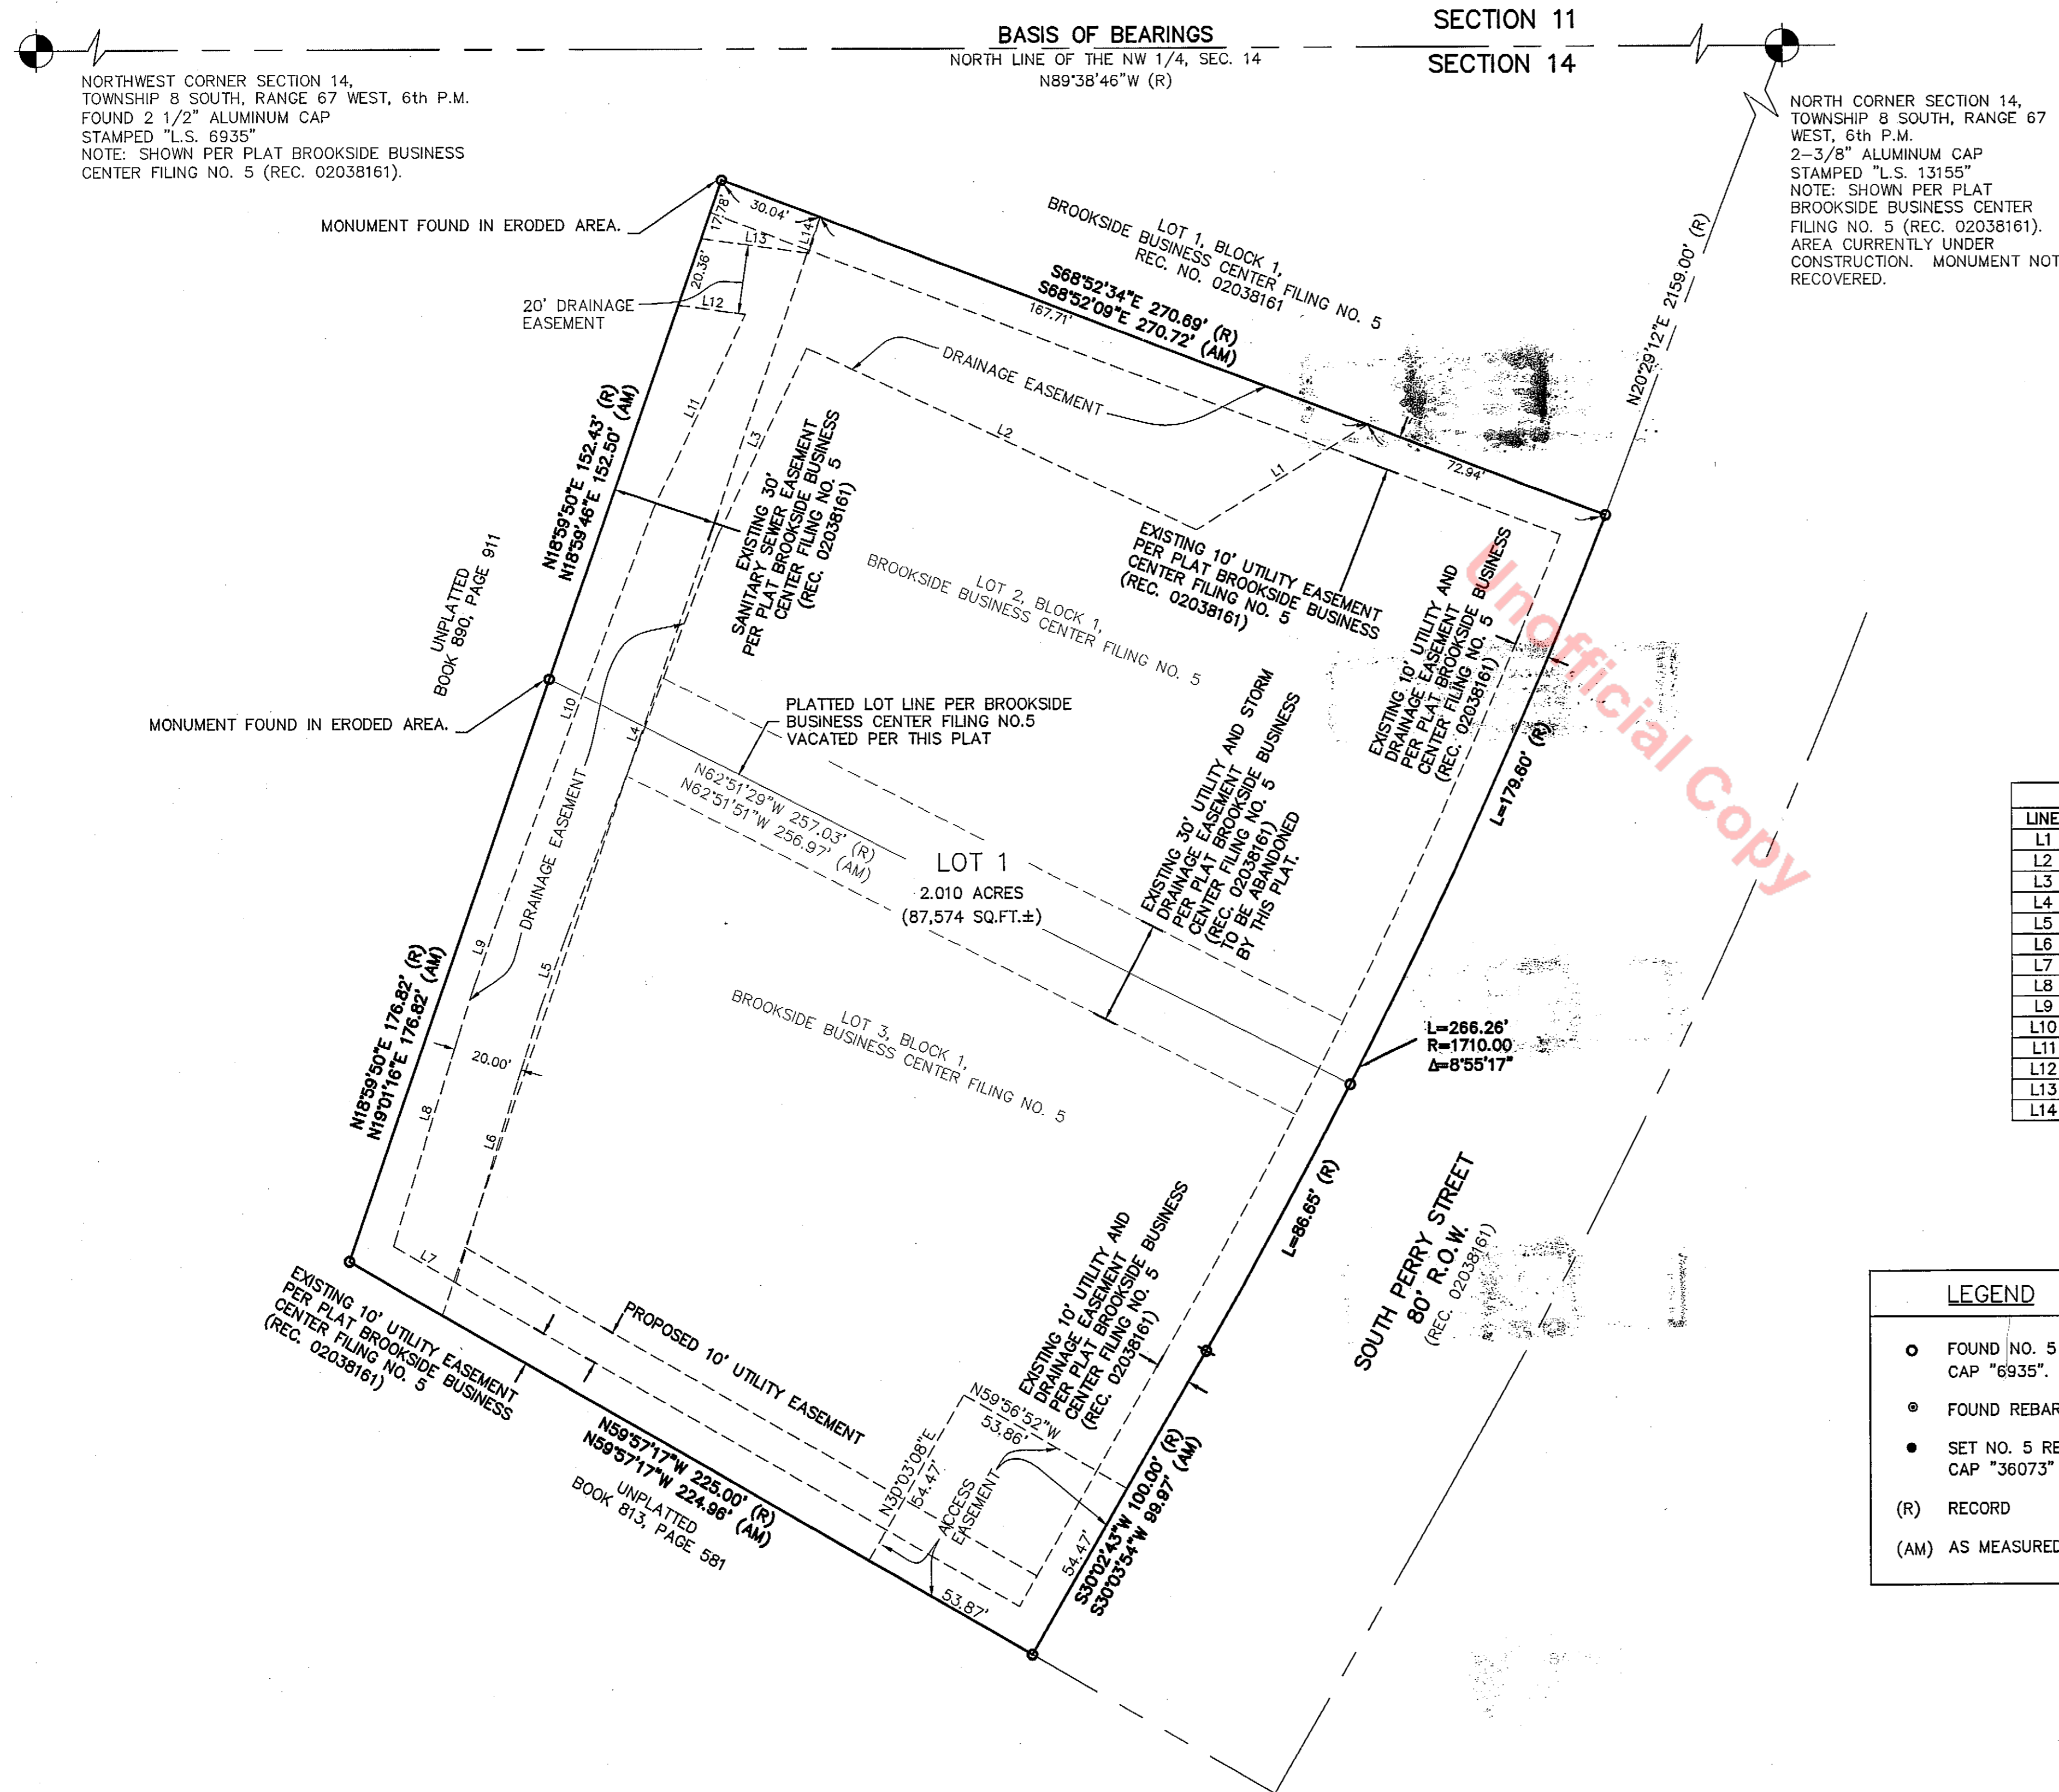 BASIS OF BEARINGS
NORTH LINE OF THE NW 1/4, SEC. 14
N89°38'46"W (R)
SECTION 11
SECTION 14
NORTHWEST CORNER SECTION 14,
TOWNSHIP 8 SOUTH, RANGE 67 WEST, 6th P.M.
FOUND 2 1/2" ALUMINUM CAP
STAMPED "L.S. 6935"
NOTE: SHOWN PER PLAT BROOKSIDE BUSINESS
CENTER FILING NO. 5 (REC. 02038161).
NORTH CORNER SECTION 14,
TOWNSHIP 8 SOUTH, RANGE 67
WEST, 6th P.M.
2-3/8" ALUMINUM CAP
STAMPED "L.S. 13155"
NOTE: SHOWN PER PLAT
BROOKSIDE BUSINESS CENTER
FILING NO. 5 (REC. 02038161).
AREA CURRENTLY UNDER
CONSTRUCTION. MONUMENT NOT
RECOVERED.
MONUMENT FOUND IN ERODED AREA.
17.78'
30.04'
L13
L14
20.36'
L12
20' DRAINAGE
EASEMENT
LOT 1, BLOCK 1,
BROOKSIDE BUSINESS CENTER FILING NO. 5
REC. NO. 02038161
S68°52'34"E 270.69' (R)
S68°52'09"E 270.72' (AM)
167.71'
72.94'
N20°29'12"E 2159.00' (R)
DRAINAGE EASEMENT
L11
L3
L2
L1
N18°59'50"E 152.43' (R)
N18°59'46"E 152.50' (AM)
EXISTING 30'
SANITARY SEWER EASEMENT
PER PLAT BROOKSIDE BUSINESS
CENTER FILING NO. 5
(REC. 02038161)
EXISTING 10' UTILITY EASEMENT
PER PLAT BROOKSIDE BUSINESS
CENTER FILING NO. 5
(REC. 02038161)
EXISTING 10' UTILITY AND
DRAINAGE EASEMENT
PER PLAT BROOKSIDE BUSINESS
CENTER FILING NO. 5
(REC. 02038161)
Unofficial Copy
UNPLATTED
BOOK 890, PAGE 911
LOT 2, BLOCK 1,
BROOKSIDE BUSINESS CENTER FILING NO. 5
MONUMENT FOUND IN ERODED AREA.
PLATTED LOT LINE PER BROOKSIDE
BUSINESS CENTER FILING NO.5
VACATED PER THIS PLAT
L10
L4
N62°51'29"W 257.03' (R)
N62°51'51"W 256.97' (AM)
EXISTING 30' UTILITY AND STORM
DRAINAGE EASEMENT
PER PLAT BROOKSIDE BUSINESS
CENTER FILING NO. 5
(REC. 02038161)
TO BE ABANDONED
BY THIS PLAT.
L=179.60' (R)
DRAINAGE EASEMENT
LOT 1
2.010 ACRES
(87,574 SQ.FT.±)
L9
L5
LOT 3, BLOCK 1,
BROOKSIDE BUSINESS CENTER FILING NO. 5
L=266.26'
R=1710.00
Δ=8°55'17"
N18°59'50"E 176.82' (R)
N19°01'16"E 176.82' (AM)
20.00'
L8
L6
L7
L=86.65' (R)
SOUTH PERRY STREET
80' R.O.W.
(REC. 02038161)
EXISTING 10' UTILITY EASEMENT
PER PLAT BROOKSIDE BUSINESS
CENTER FILING NO. 5
(REC. 02038161)
PROPOSED 10' UTILITY EASEMENT
EXISTING 10' UTILITY AND
DRAINAGE EASEMENT
PER PLAT BROOKSIDE BUSINESS
CENTER FILING NO. 5
(REC. 02038161)
N59°56'52"W
53.86'
N30°03'08"E
54.47'
ACCESS
EASEMENT
54.47'
S30°02'43"W 100.00' (R)
S30°03'54"W 99.97' (AM)
N59°57'17"W 225.00' (R)
N59°57'17"W 224.96' (AM)
UNPLATTED
BOOK 813, PAGE 581
53.87'
LINE
L1
L2
L3
L4
L5
L6
L7
L8
L9
L10
L11
L12
L13
L14
LEGEND
FOUND NO. 5
CAP "6935".
FOUND REBAR
SET NO. 5 RE
CAP "36073"
(R) RECORD
(AM) AS MEASURED